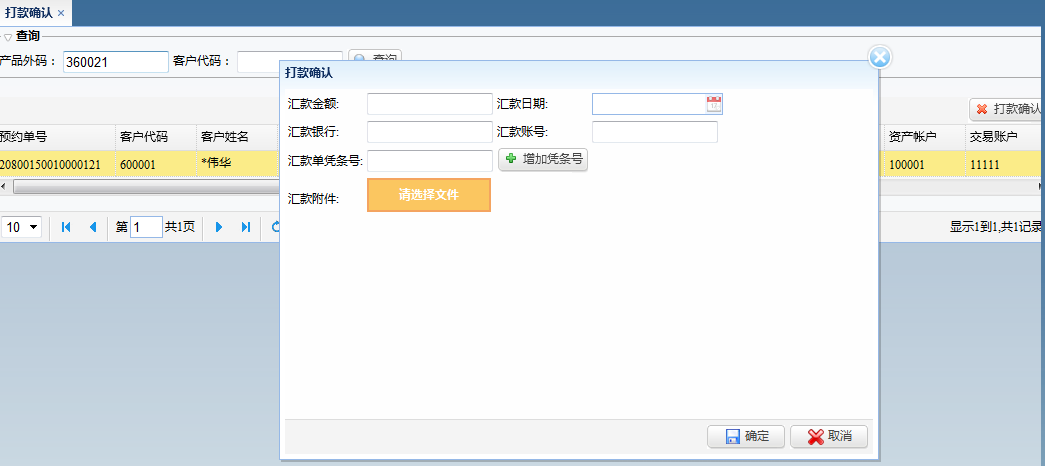 打款确认 ×
查询
产品外码： 360021 客户代码： 查询
打款确认
汇款金额: 汇款日期:
汇款银行: 汇款账号:
汇款单凭条号: 增加凭条号
汇款附件: 请选择文件
打款确认
预约单号 客户代码 客户姓名 资产帐户 交易账户
20800150010000121 600001 *伟华 100001 11111
10 第 1 共1页 显示1到1,共1记录
确定 取消